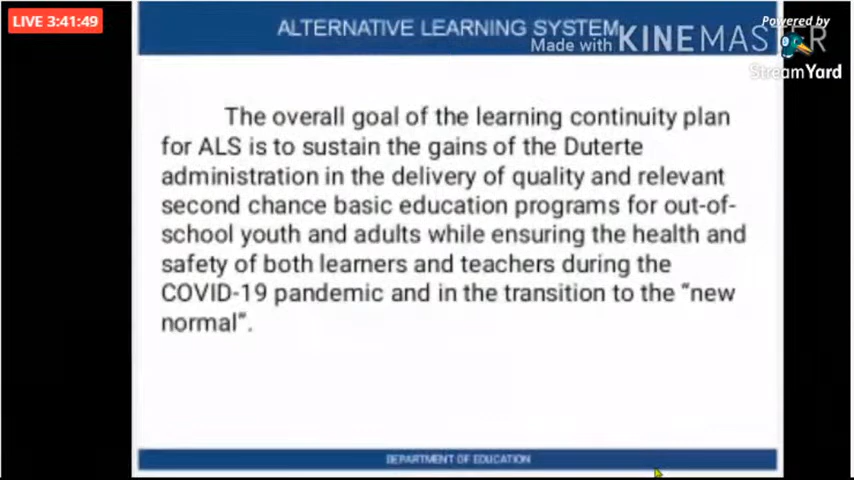 LIVE 3:41:49
ALTERNATIVE LEARNING SYSTEM
Made with KINEMASTER
Powered by
StreamYard
The overall goal of the learning continuity plan
for ALS is to sustain the gains of the Duterte
administration in the delivery of quality and relevant
second chance basic education programs for out-of-
school youth and adults while ensuring the health and
safety of both learners and teachers during the
COVID-19 pandemic and in the transition to the “new
normal“.
DEPARTMENT OF EDUCATION